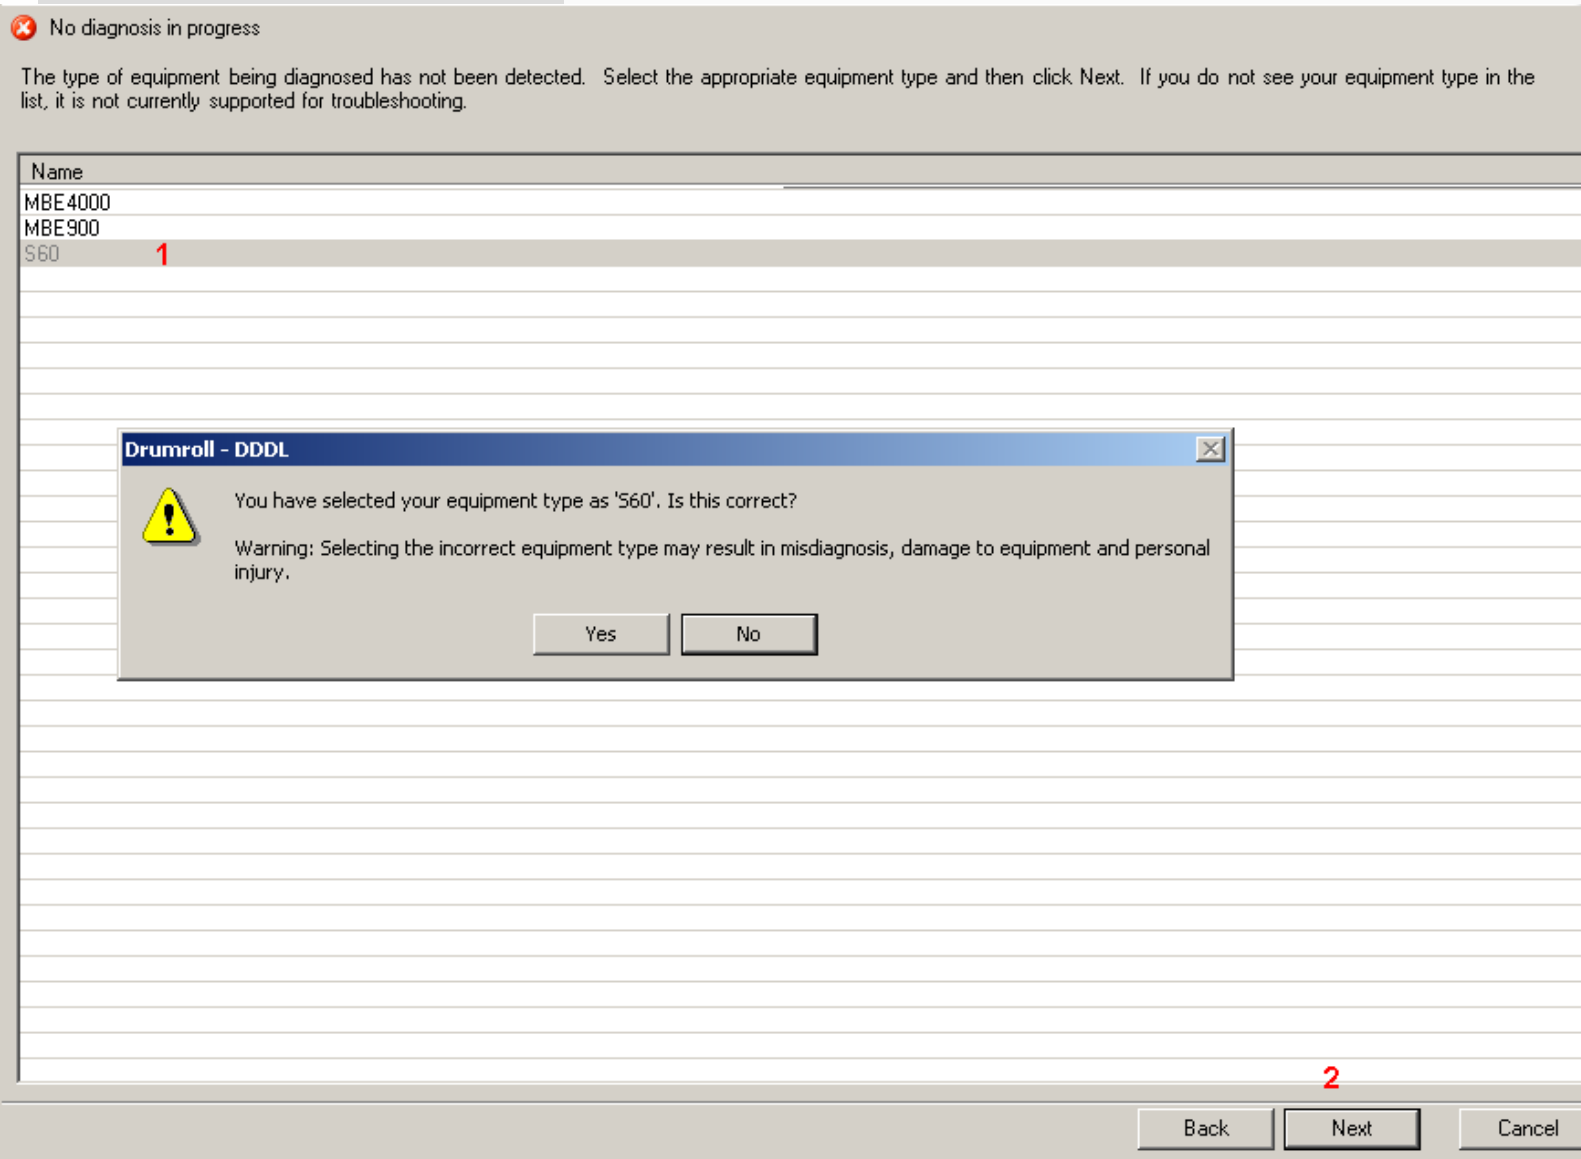 No diagnosis in progress
The type of equipment being diagnosed has not been detected. Select the appropriate equipment type and then click Next. If you do not see your equipment type in the
list, it is not currently supported for troubleshooting.
Name
MBE4000
MBE900
S60 1
Drumroll - DDDL
You have selected your equipment type as 'S60'. Is this correct?
Warning: Selecting the incorrect equipment type may result in misdiagnosis, damage to equipment and personal
injury.
Yes No
2
Back Next Cancel